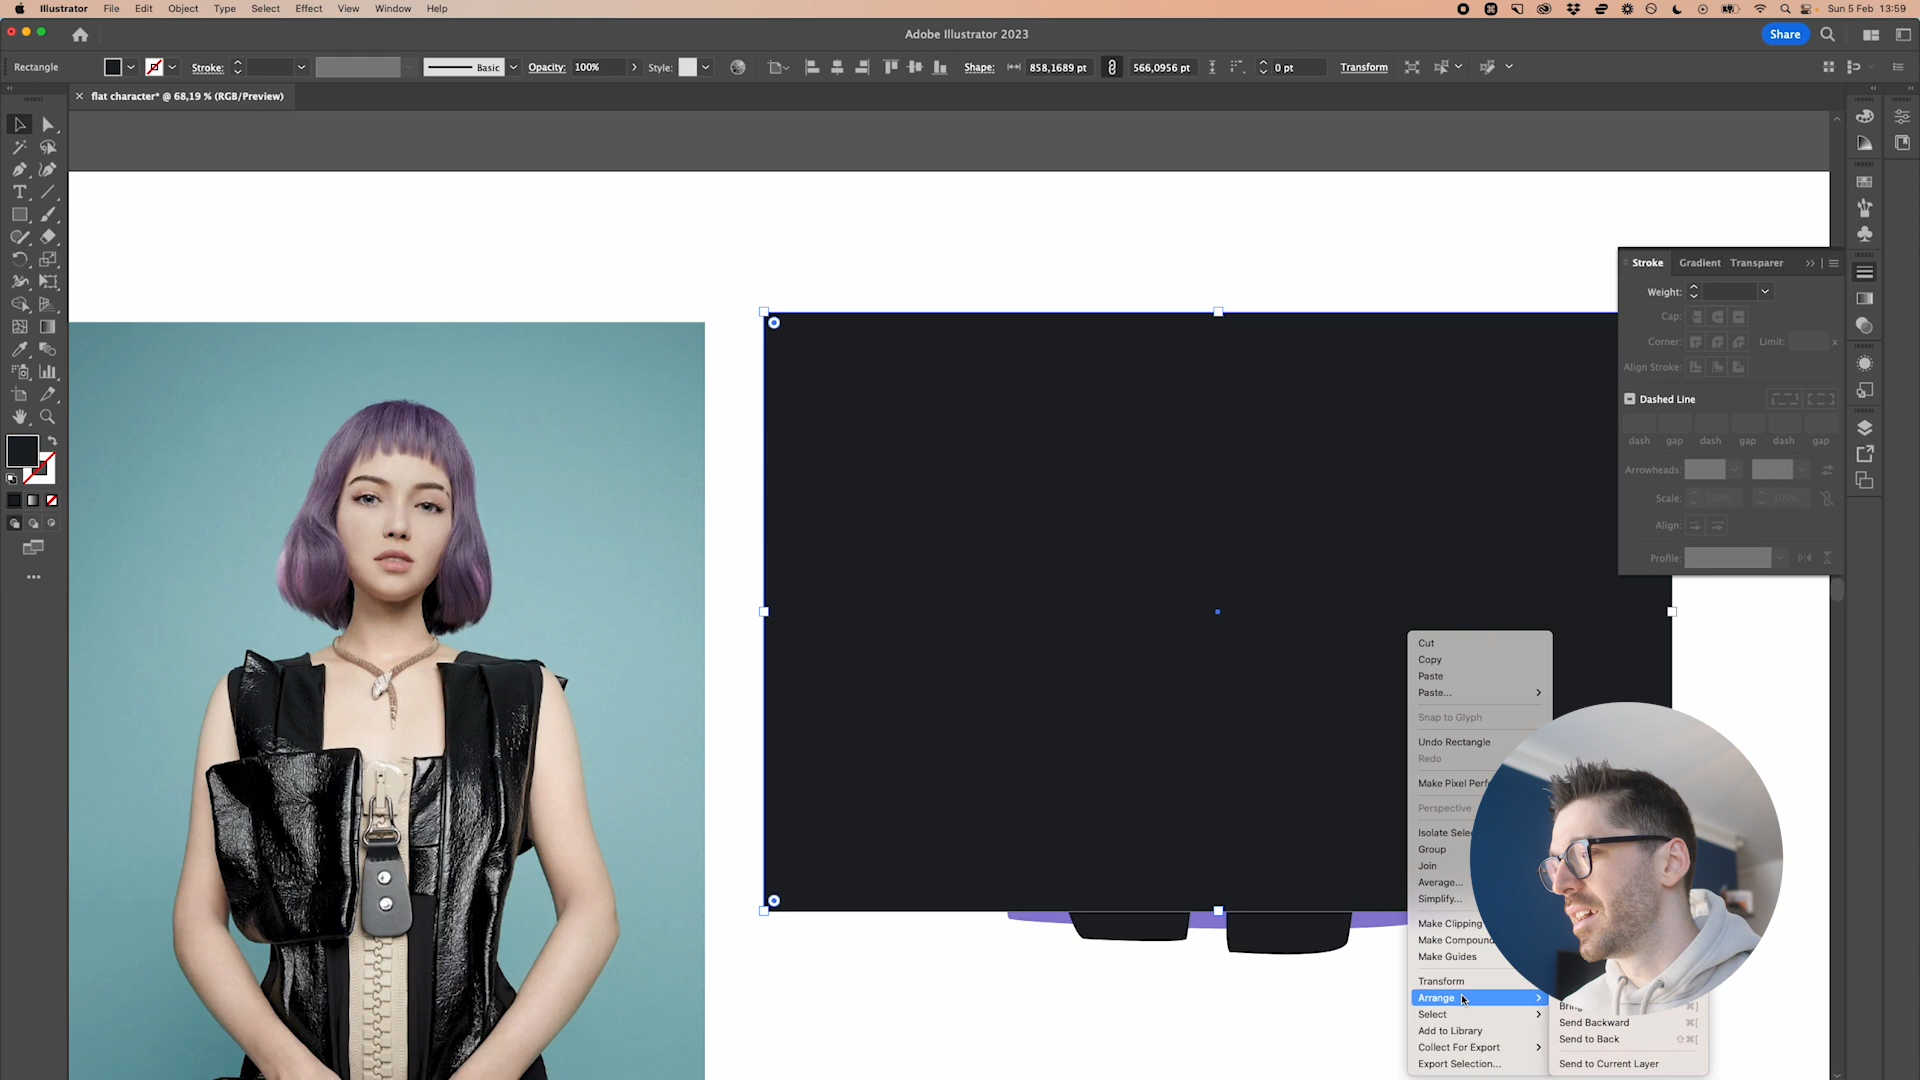 Illustrator File Edit Object Type Select Effect View Window Help
Sun 5 Feb 13:59
Adobe Illustrator 2023
Share
Rectangle
Stroke:
Basic
Opacity: 100%
Style:
Shape: 858,1689 pt
566,0956 pt
0 pt
Transform
× flat character* @ 68,19 % (RGB/Preview)
Stroke Gradient Transparer
Weight:
Cap:
Corner:
Limit: x
Align Stroke:
Dashed Line
dash gap dash gap dash gap
Arrowheads:
Scale: 100% 100%
Align:
Profile:
Cut
Copy
Paste
Paste...
Snap to Glyph
Undo Rectangle
Redo
Make Pixel Perf
Perspective
Isolate Sele
Group
Join
Average...
Simplify...
Make Clipping
Make Compound
Make Guides
Transform
Arrange
Select
Add to Library
Collect For Export
Export Selection...
Bring
Send Backward ⌘[
Send to Back ⇧⌘[
Send to Current Layer